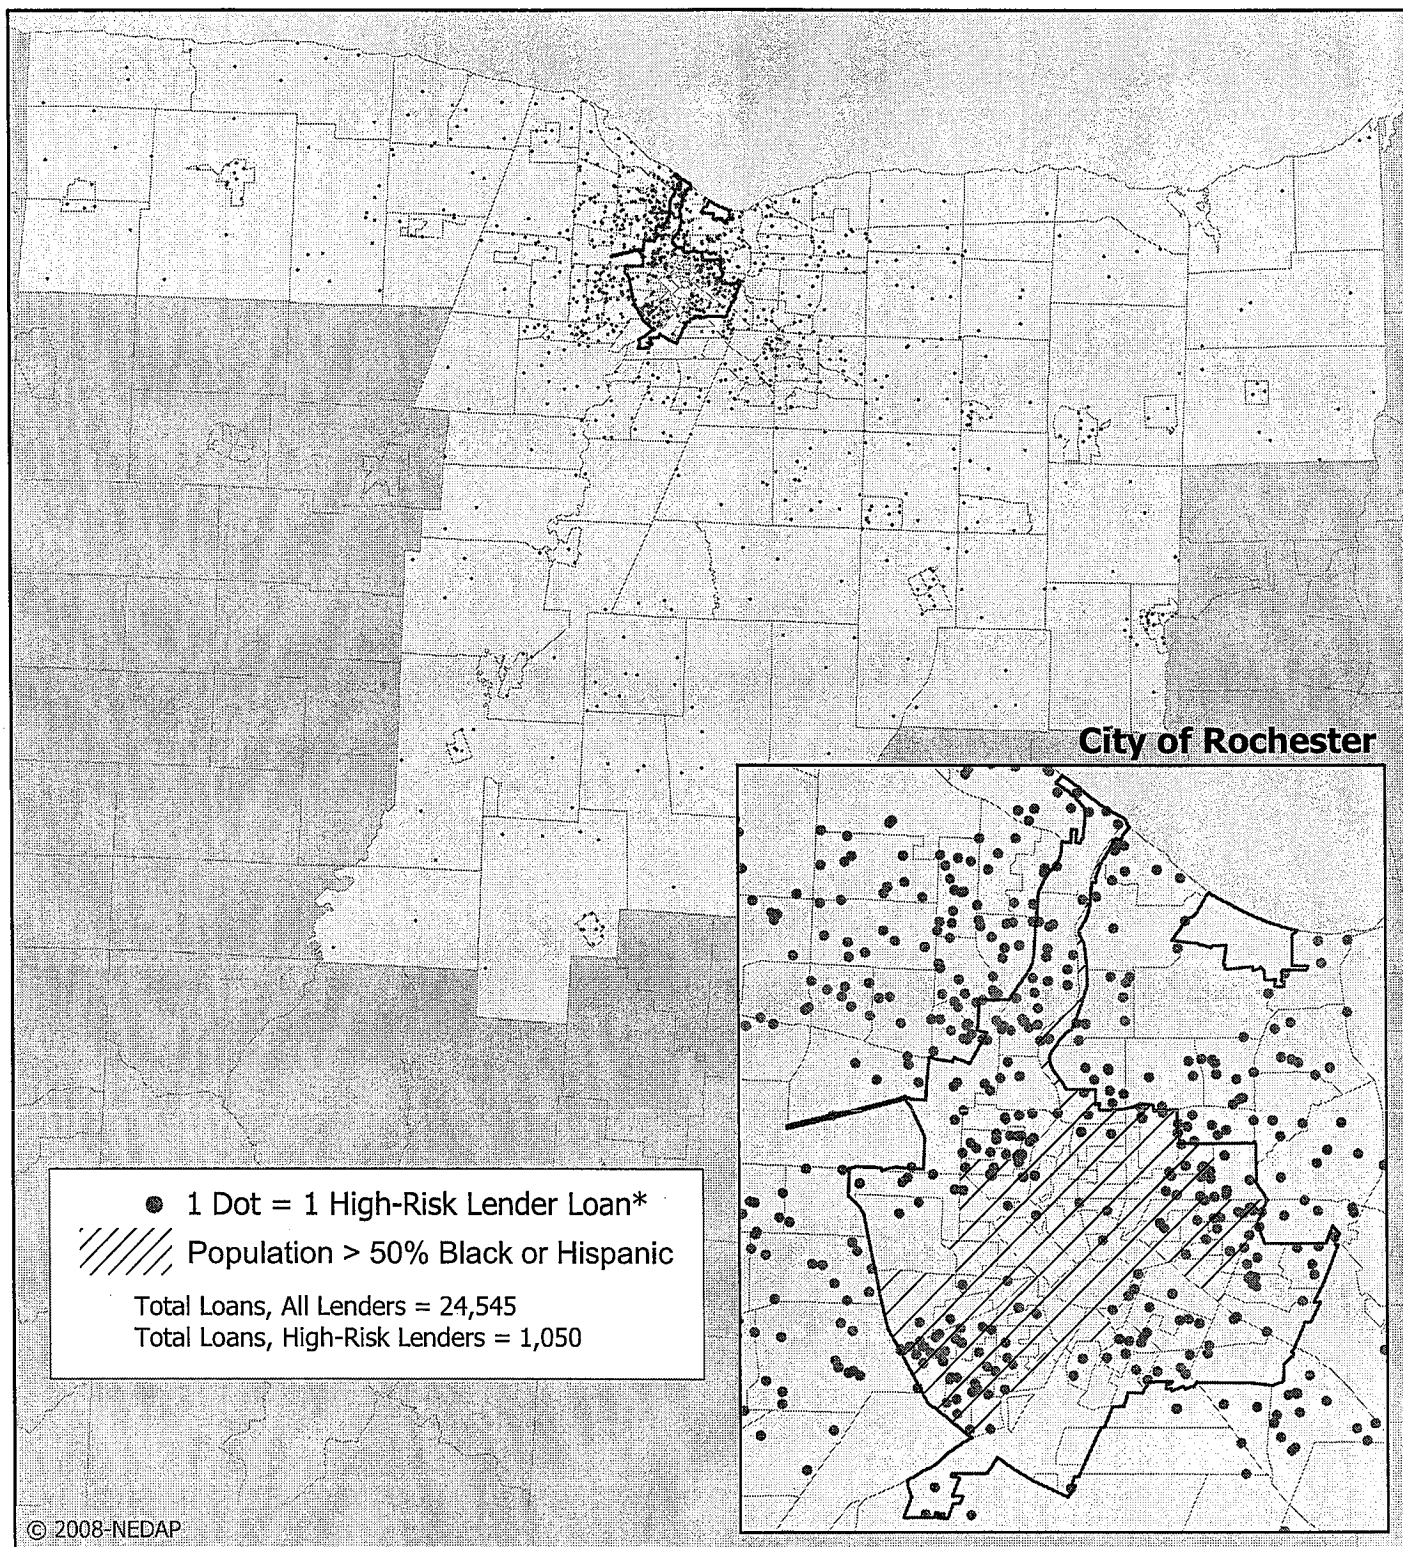 City of Rochester
1 Dot = 1 High-Risk Lender Loan*
Population > 50% Black or Hispanic
Total Loans, All Lenders = 24,545
Total Loans, High-Risk Lenders = 1,050
© 2008-NEDAP